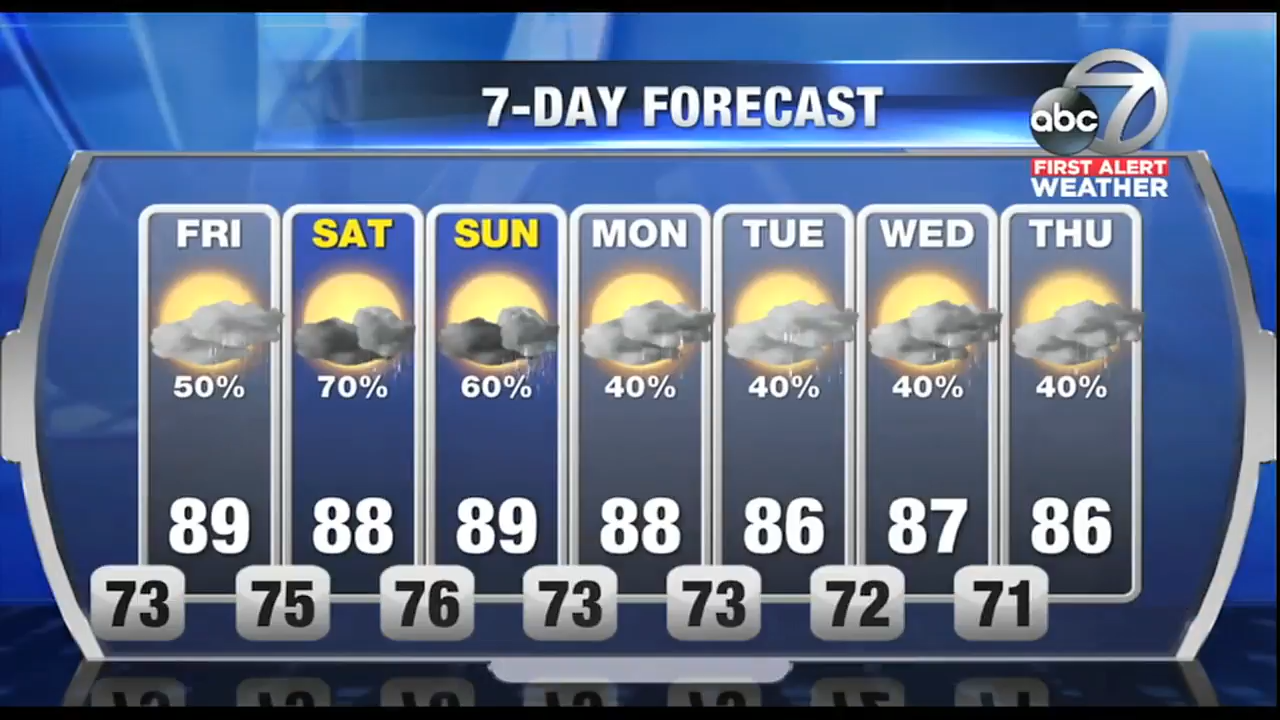 7-DAY FORECAST
abc 7
FIRST ALERT
WEATHER
FRI SAT SUN MON TUE WED THU
50% 70% 60% 40% 40% 40% 40%
89 88 89 88 86 87 86
73 75 76 73 73 72 71